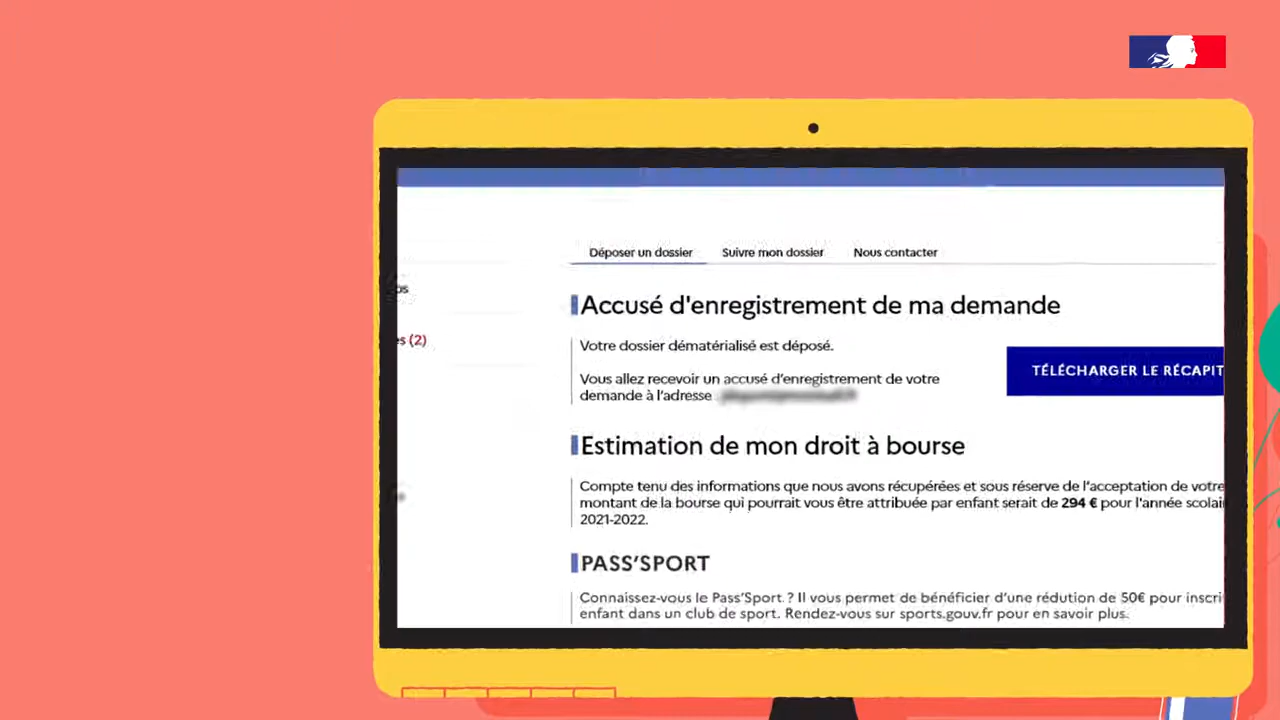 Déposer un dossier Suivre mon dossier Nous contacter
Accusé d'enregistrement de ma demande
es (2)
Votre dossier dématérialisé est déposé.
TÉLÉCHARGER LE RÉCAPIT
Vous allez recevoir un accusé d'enregistrement de votre
demande à l'adresse
Estimation de mon droit à bourse
Compte tenu des informations que nous avons récupérées et sous réserve de l'acceptation de votre
montant de la bourse qui pourrait vous être attribuée par enfant serait de 294 € pour l'année scolai
2021-2022.
PASS'SPORT
Connaissez-vous le Pass'Sport ? Il vous permet de bénéficier d'une rédution de 50€ pour inscri
enfant dans un club de sport. Rendez-vous sur sports.gouv.fr pour en savoir plus.